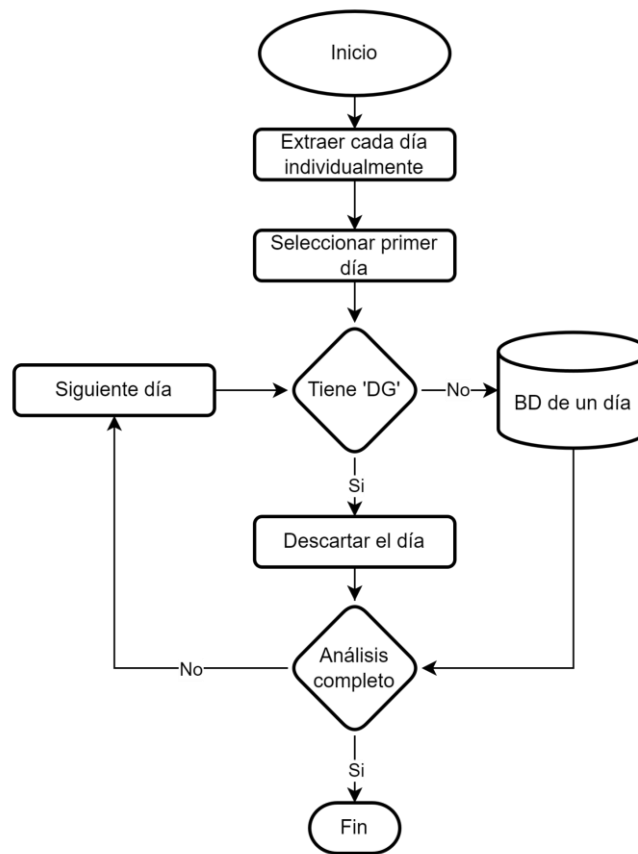 Inicio
Extraer cada día
individualmente
Seleccionar primer
día
Siguiente día
Tiene 'DG'
No
BD de un día
Si
Descartar el día
Análisis
completo
No
Si
Fin